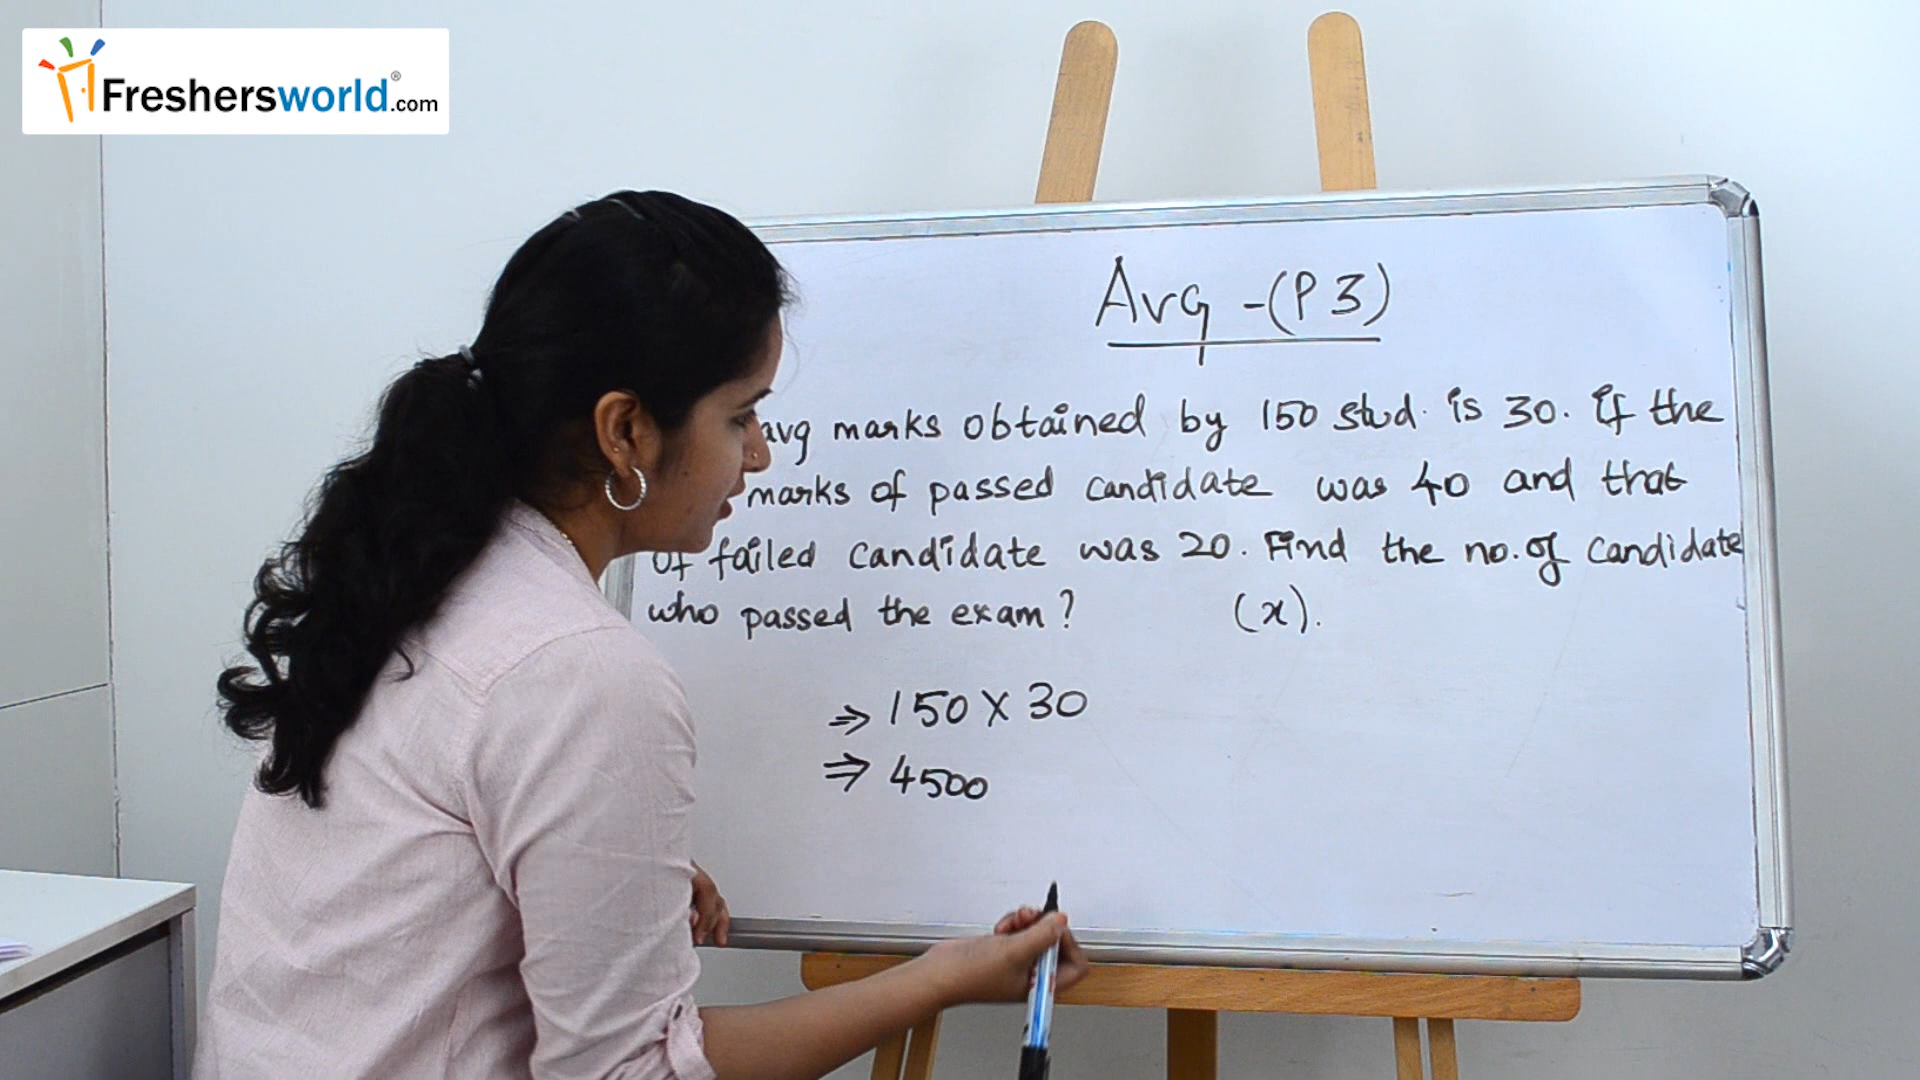 Freshersworld.com®
Avg -(P3)
avg marks obtained by 150 stud. is 30. If the
marks of passed candidate was 40 and that
of failed candidate was 20. Find the no. of candidate
who passed the exam? (x).
⇒ 150 X 30
⇒ 4500